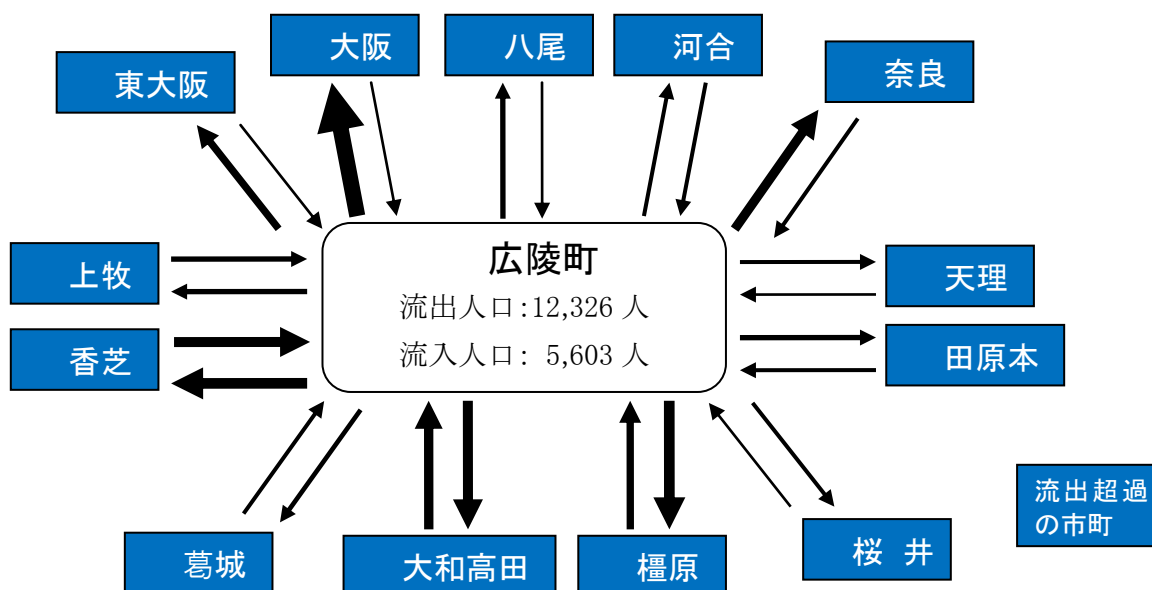 大阪
八尾
河合
奈良
東大阪
広陵町
流出人口:12,326 人
流入人口: 5,603 人
上牧
天理
香芝
田原本
流出超過
の市町
葛城
大和高田
橿原
桜 井